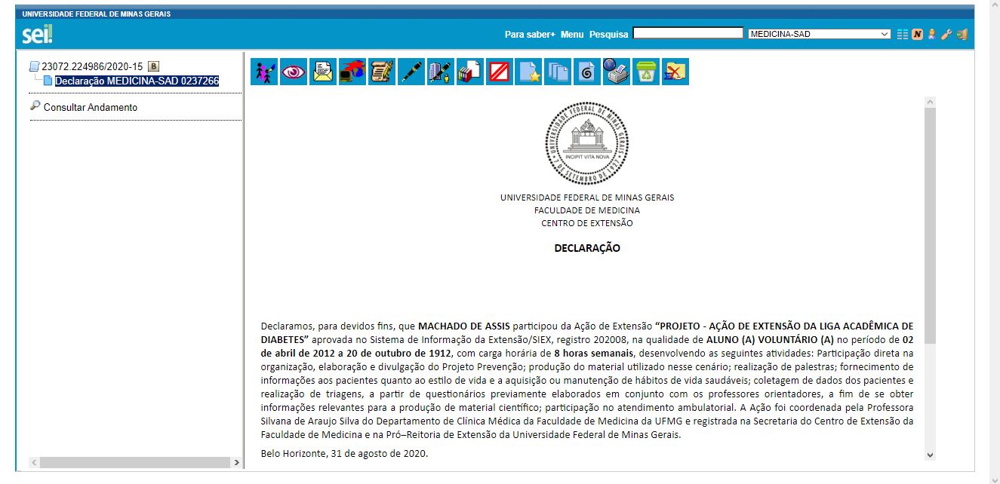 UNIVERSIDADE FEDERAL DE MINAS GERAIS
sei!
Para saber+ Menu Pesquisa
MEDICINA-SAD
N
23072.224986/2020-15 B
Declaração MEDICINA-SAD 0237266
Consultar Andamento
UNIVERSIDADE FEDERAL DE MINAS GERAIS
INCIPIT VITA NOVA
7 DE SETEMBRO DE 1927
UNIVERSIDADE FEDERAL DE MINAS GERAIS
FACULDADE DE MEDICINA
CENTRO DE EXTENSÃO
DECLARAÇÃO
Declaramos, para devidos fins, que MACHADO DE ASSIS participou da Ação de Extensão “PROJETO - AÇÃO DE EXTENSÃO DA LIGA ACADÊMICA DE
DIABETES” aprovada no Sistema de Informação da Extensão/SIEX, registro 202008, na qualidade de ALUNO (A) VOLUNTÁRIO (A) no período de 02
de abril de 2012 a 20 de outubro de 1912, com carga horária de 8 horas semanais, desenvolvendo as seguintes atividades: Participação direta na
organização, elaboração e divulgação do Projeto Prevenção; produção do material utilizado nesse cenário; realização de palestras; fornecimento de
informações aos pacientes quanto ao estilo de vida e a aquisição ou manutenção de hábitos de vida saudáveis; coletagem de dados dos pacientes e
realização de triagens, a partir de questionários previamente elaborados em conjunto com os professores orientadores, a fim de se obter
informações relevantes para a produção de material científico; participação no atendimento ambulatorial. A Ação foi coordenada pela Professora
Silvana de Araujo Silva do Departamento de Clínica Médica da Faculdade de Medicina da UFMG e registrada na Secretaria do Centro de Extensão da
Faculdade de Medicina e na Pró–Reitoria de Extensão da Universidade Federal de Minas Gerais.
Belo Horizonte, 31 de agosto de 2020.